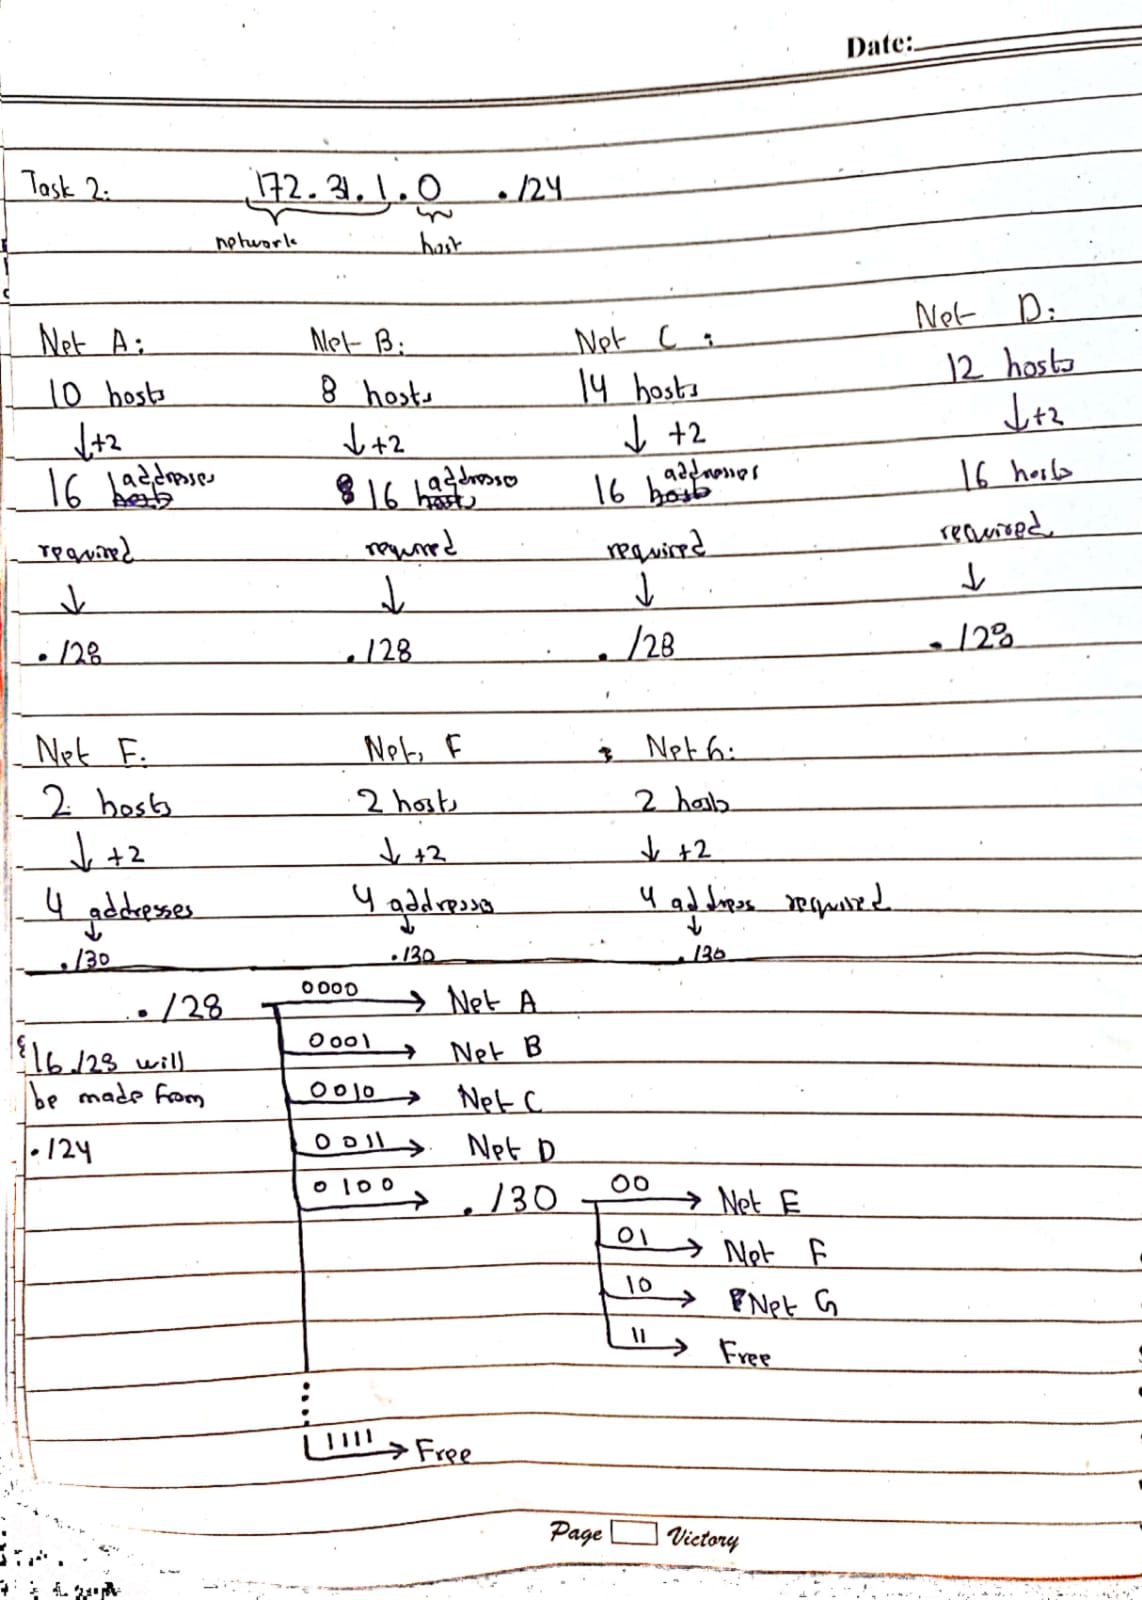 Date:
Task 2: 172.31.1.0 ./24
network host
Net A: Net B: Net C: Net D:
10 hosts 8 hosts 14 hosts 12 hosts
↓+2 ↓+2 ↓ +2 ↓+2
16 addresses 16 addresses 16 addresses 16 hosts
required required required required
↓ ↓ ↓ ↓
./28 ./28 ./28 ./28
Net E. Net, F Net G:
2 hosts 2 hosts 2 hosts
↓ +2 ↓ +2 ↓ +2
4 addresses 4 addresses 4 address required
↓ ↓ ↓
./30 ./30 ./30
./28 0000 → Net A
0001 → Net B
16 ./28 will
be made from
./24
0010 → Net C
0011 → Net D
0100 → ./30 00 → Net E
01 → Net F
10 → Net G
11 → Free
1111 → Free
Page Victory